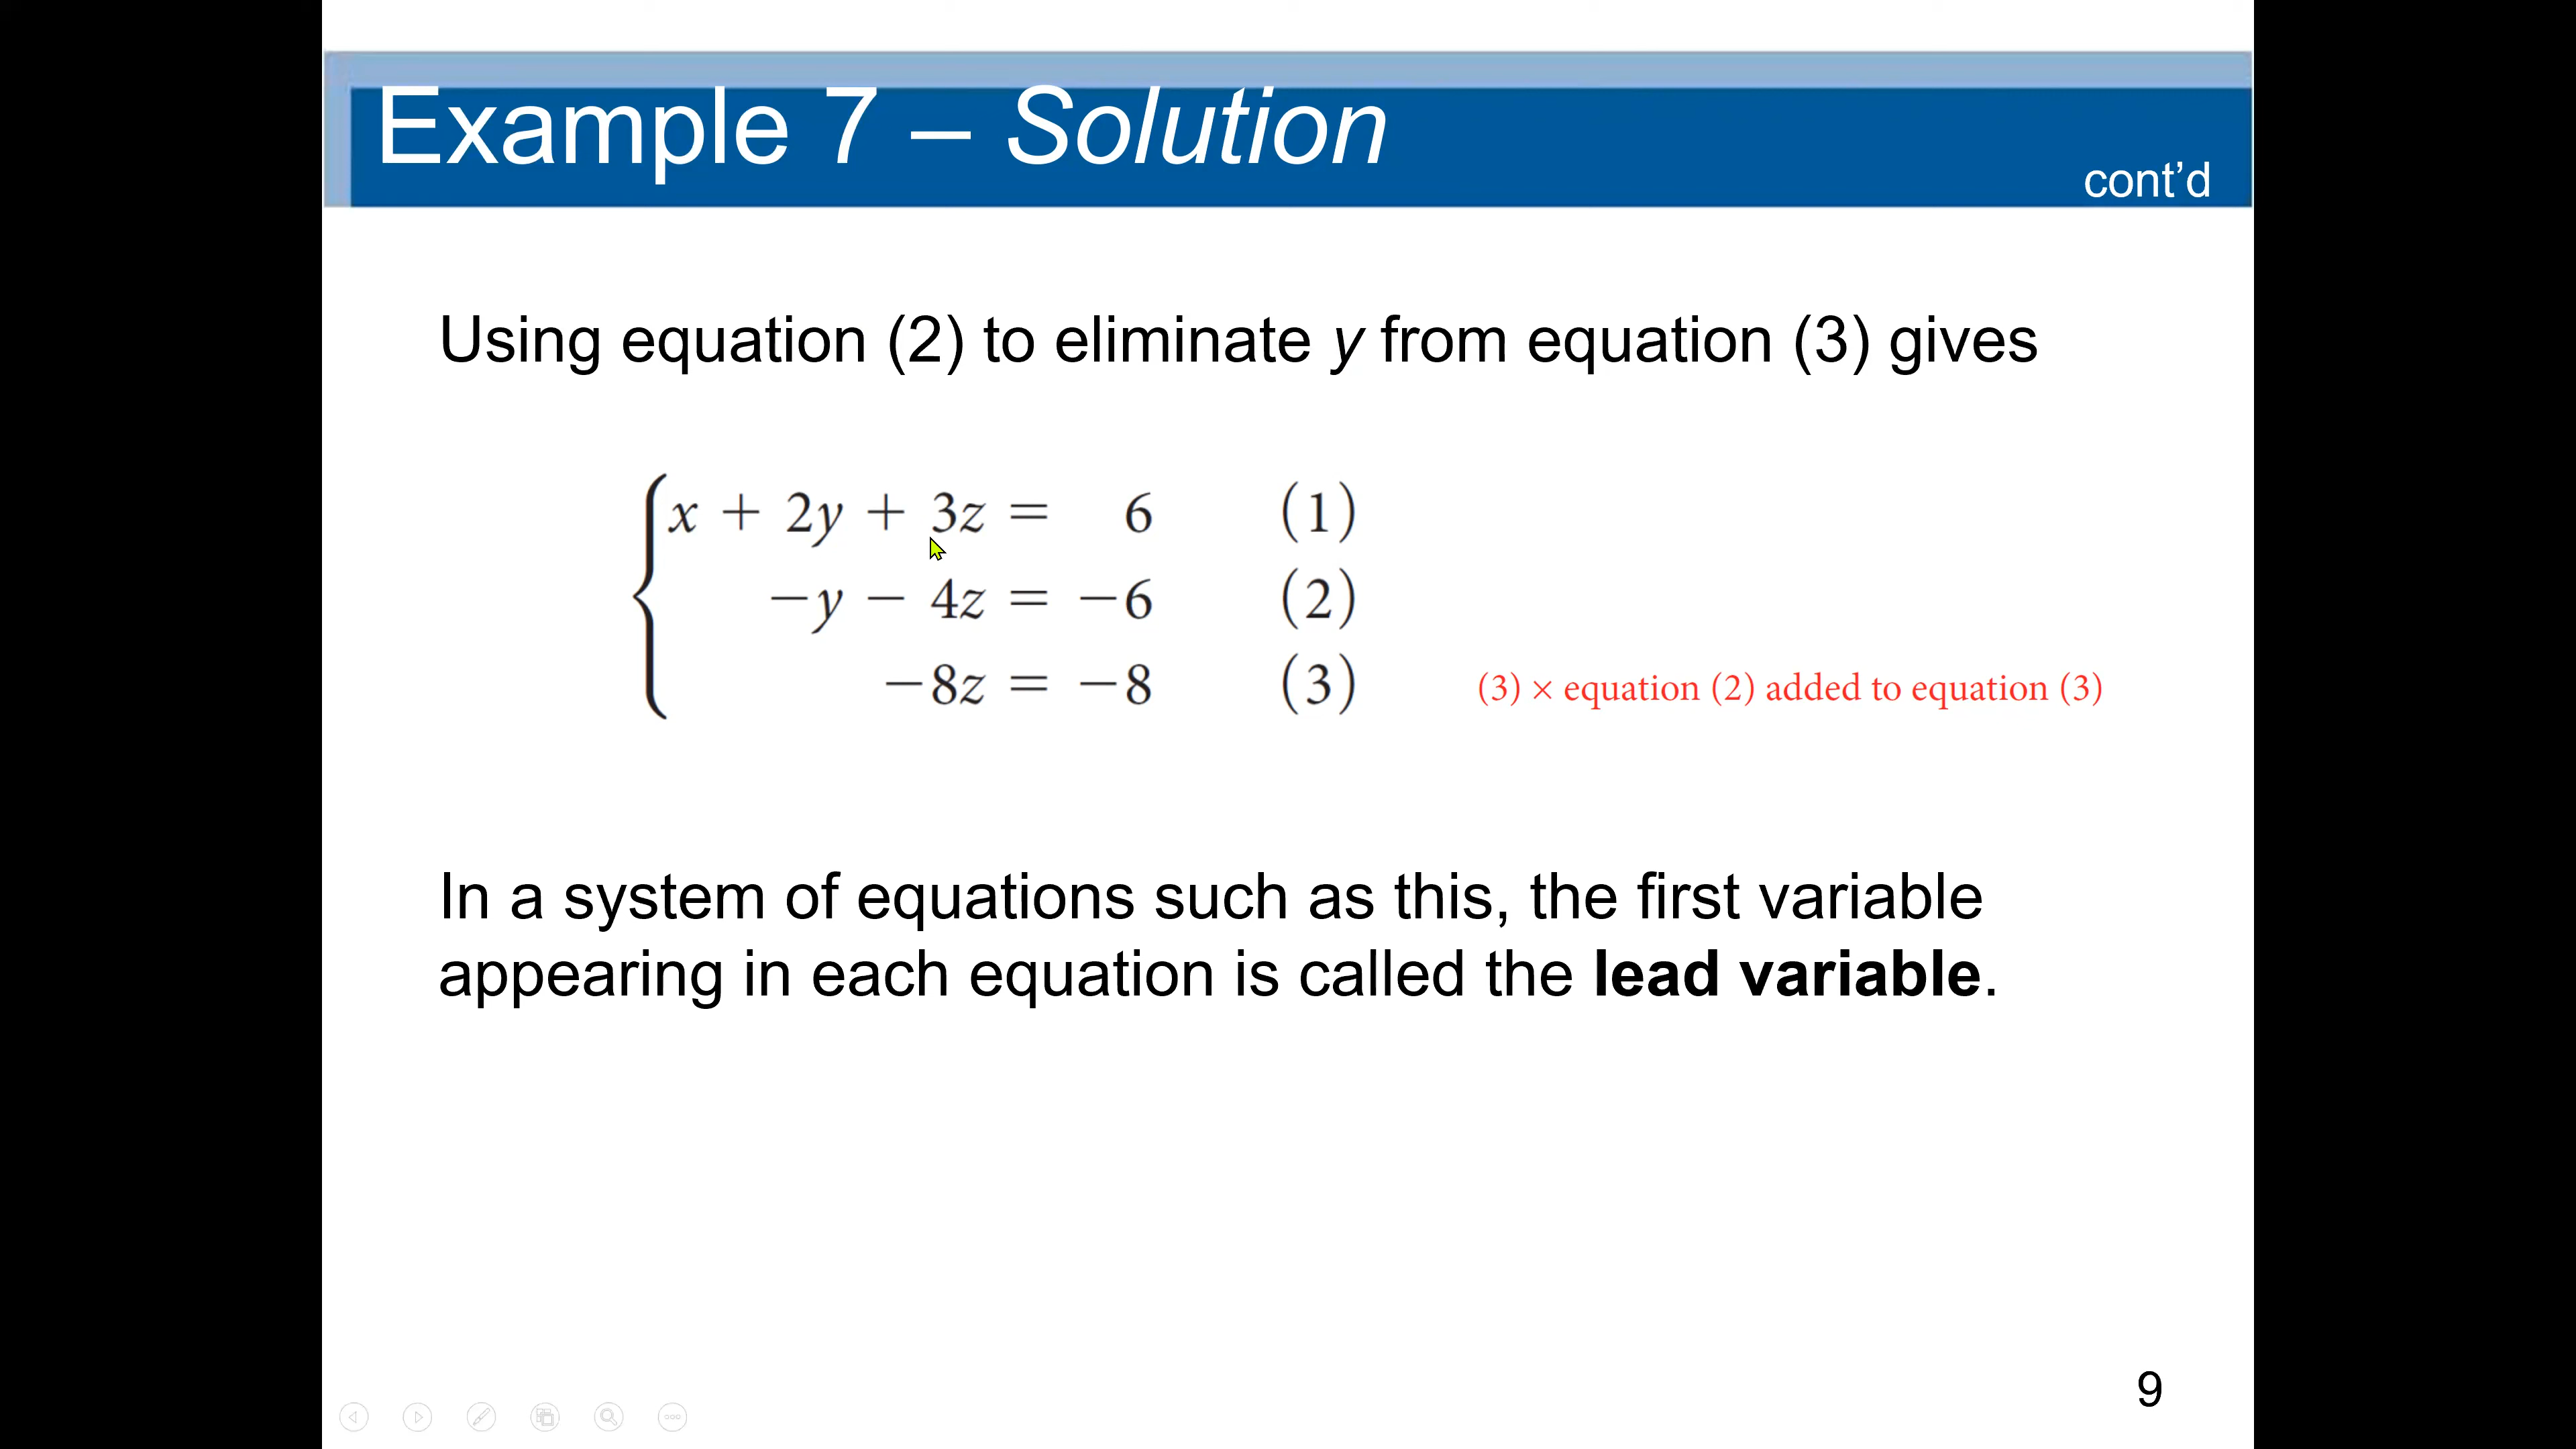 Example 7 – Solution
cont’d
Using equation (2) to eliminate y from equation (3) gives
x + 2y + 3z = 6 (1)
−y − 4z = −6 (2)
−8z = −8 (3) (3) × equation (2) added to equation (3)
In a system of equations such as this, the first variable
appearing in each equation is called the lead variable.
9